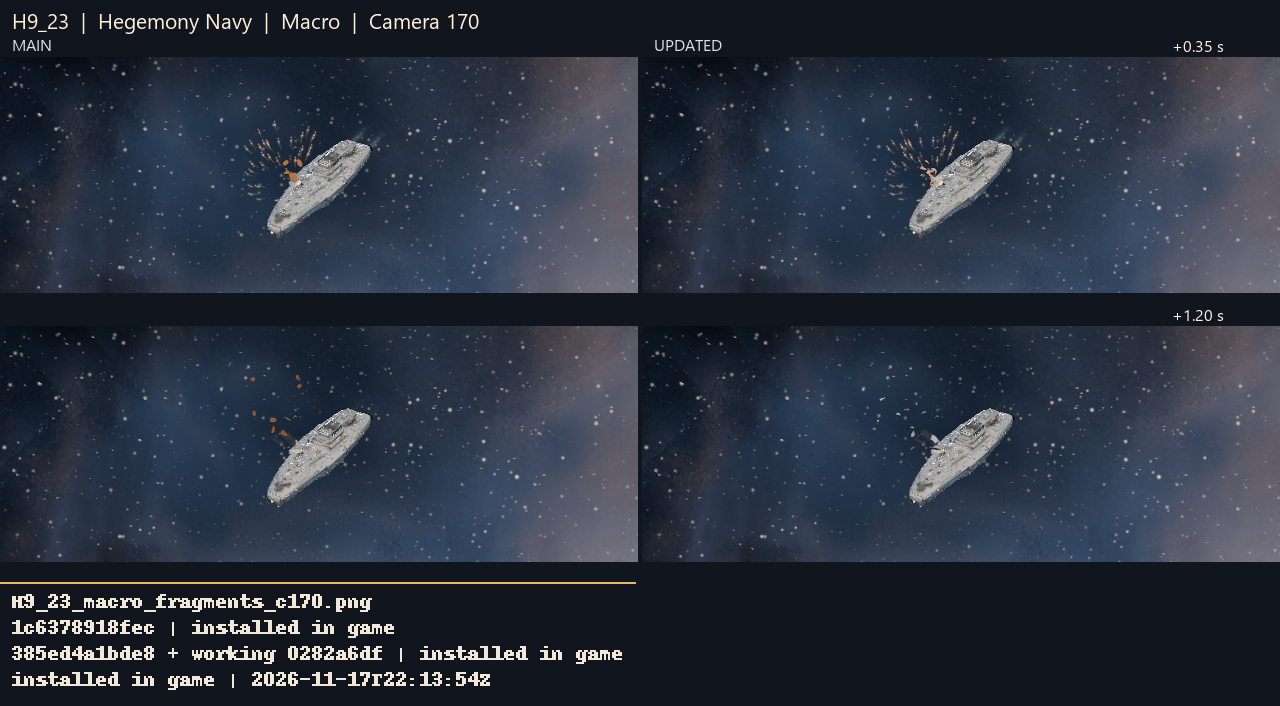 H9_23 | Hegemony Navy | Macro | Camera 170
MAIN
UPDATED
+0.35 s
+1.20 s
H9_23_macro_fragments_c170.png
1c6378918fec | installed in game
385ed4a1bde8 + working 0282a6df | installed in game
installed in game | 2026-11-17T22:13:54Z